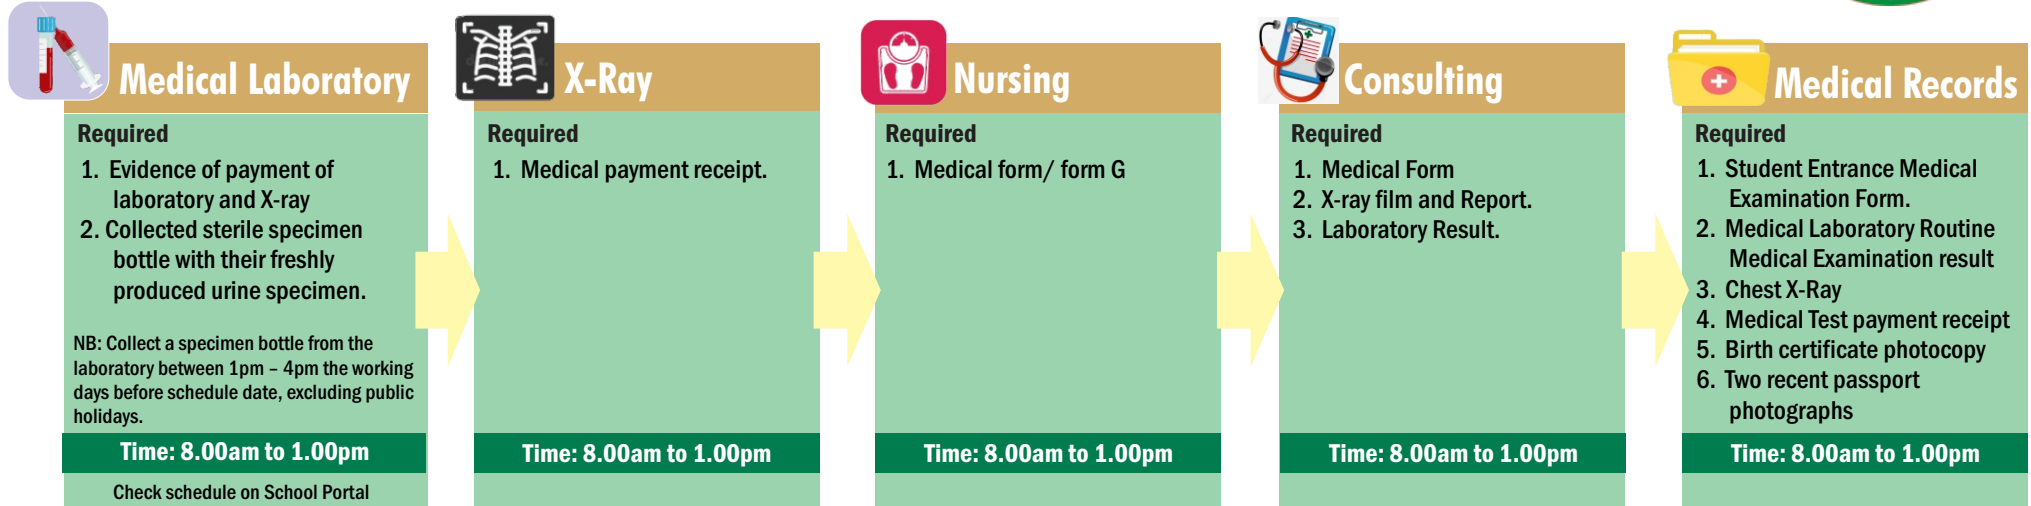 Medical Laboratory
Required
1. Evidence of payment of
laboratory and X-ray
2. Collected sterile specimen
bottle with their freshly
produced urine specimen.
NB: Collect a specimen bottle from the
laboratory between 1pm – 4pm the working
days before schedule date, excluding public
holidays.
Time: 8.00am to 1.00pm
Check schedule on School Portal
X-Ray
Required
1. Medical payment receipt.
Time: 8.00am to 1.00pm
Nursing
Required
1. Medical form/ form G
Time: 8.00am to 1.00pm
Consulting
Required
1. Medical Form
2. X-ray film and Report.
3. Laboratory Result.
Time: 8.00am to 1.00pm
Medical Records
Required
1. Student Entrance Medical
Examination Form.
2. Medical Laboratory Routine
Medical Examination result
3. Chest X-Ray
4. Medical Test payment receipt
5. Birth certificate photocopy
6. Two recent passport
photographs
Time: 8.00am to 1.00pm